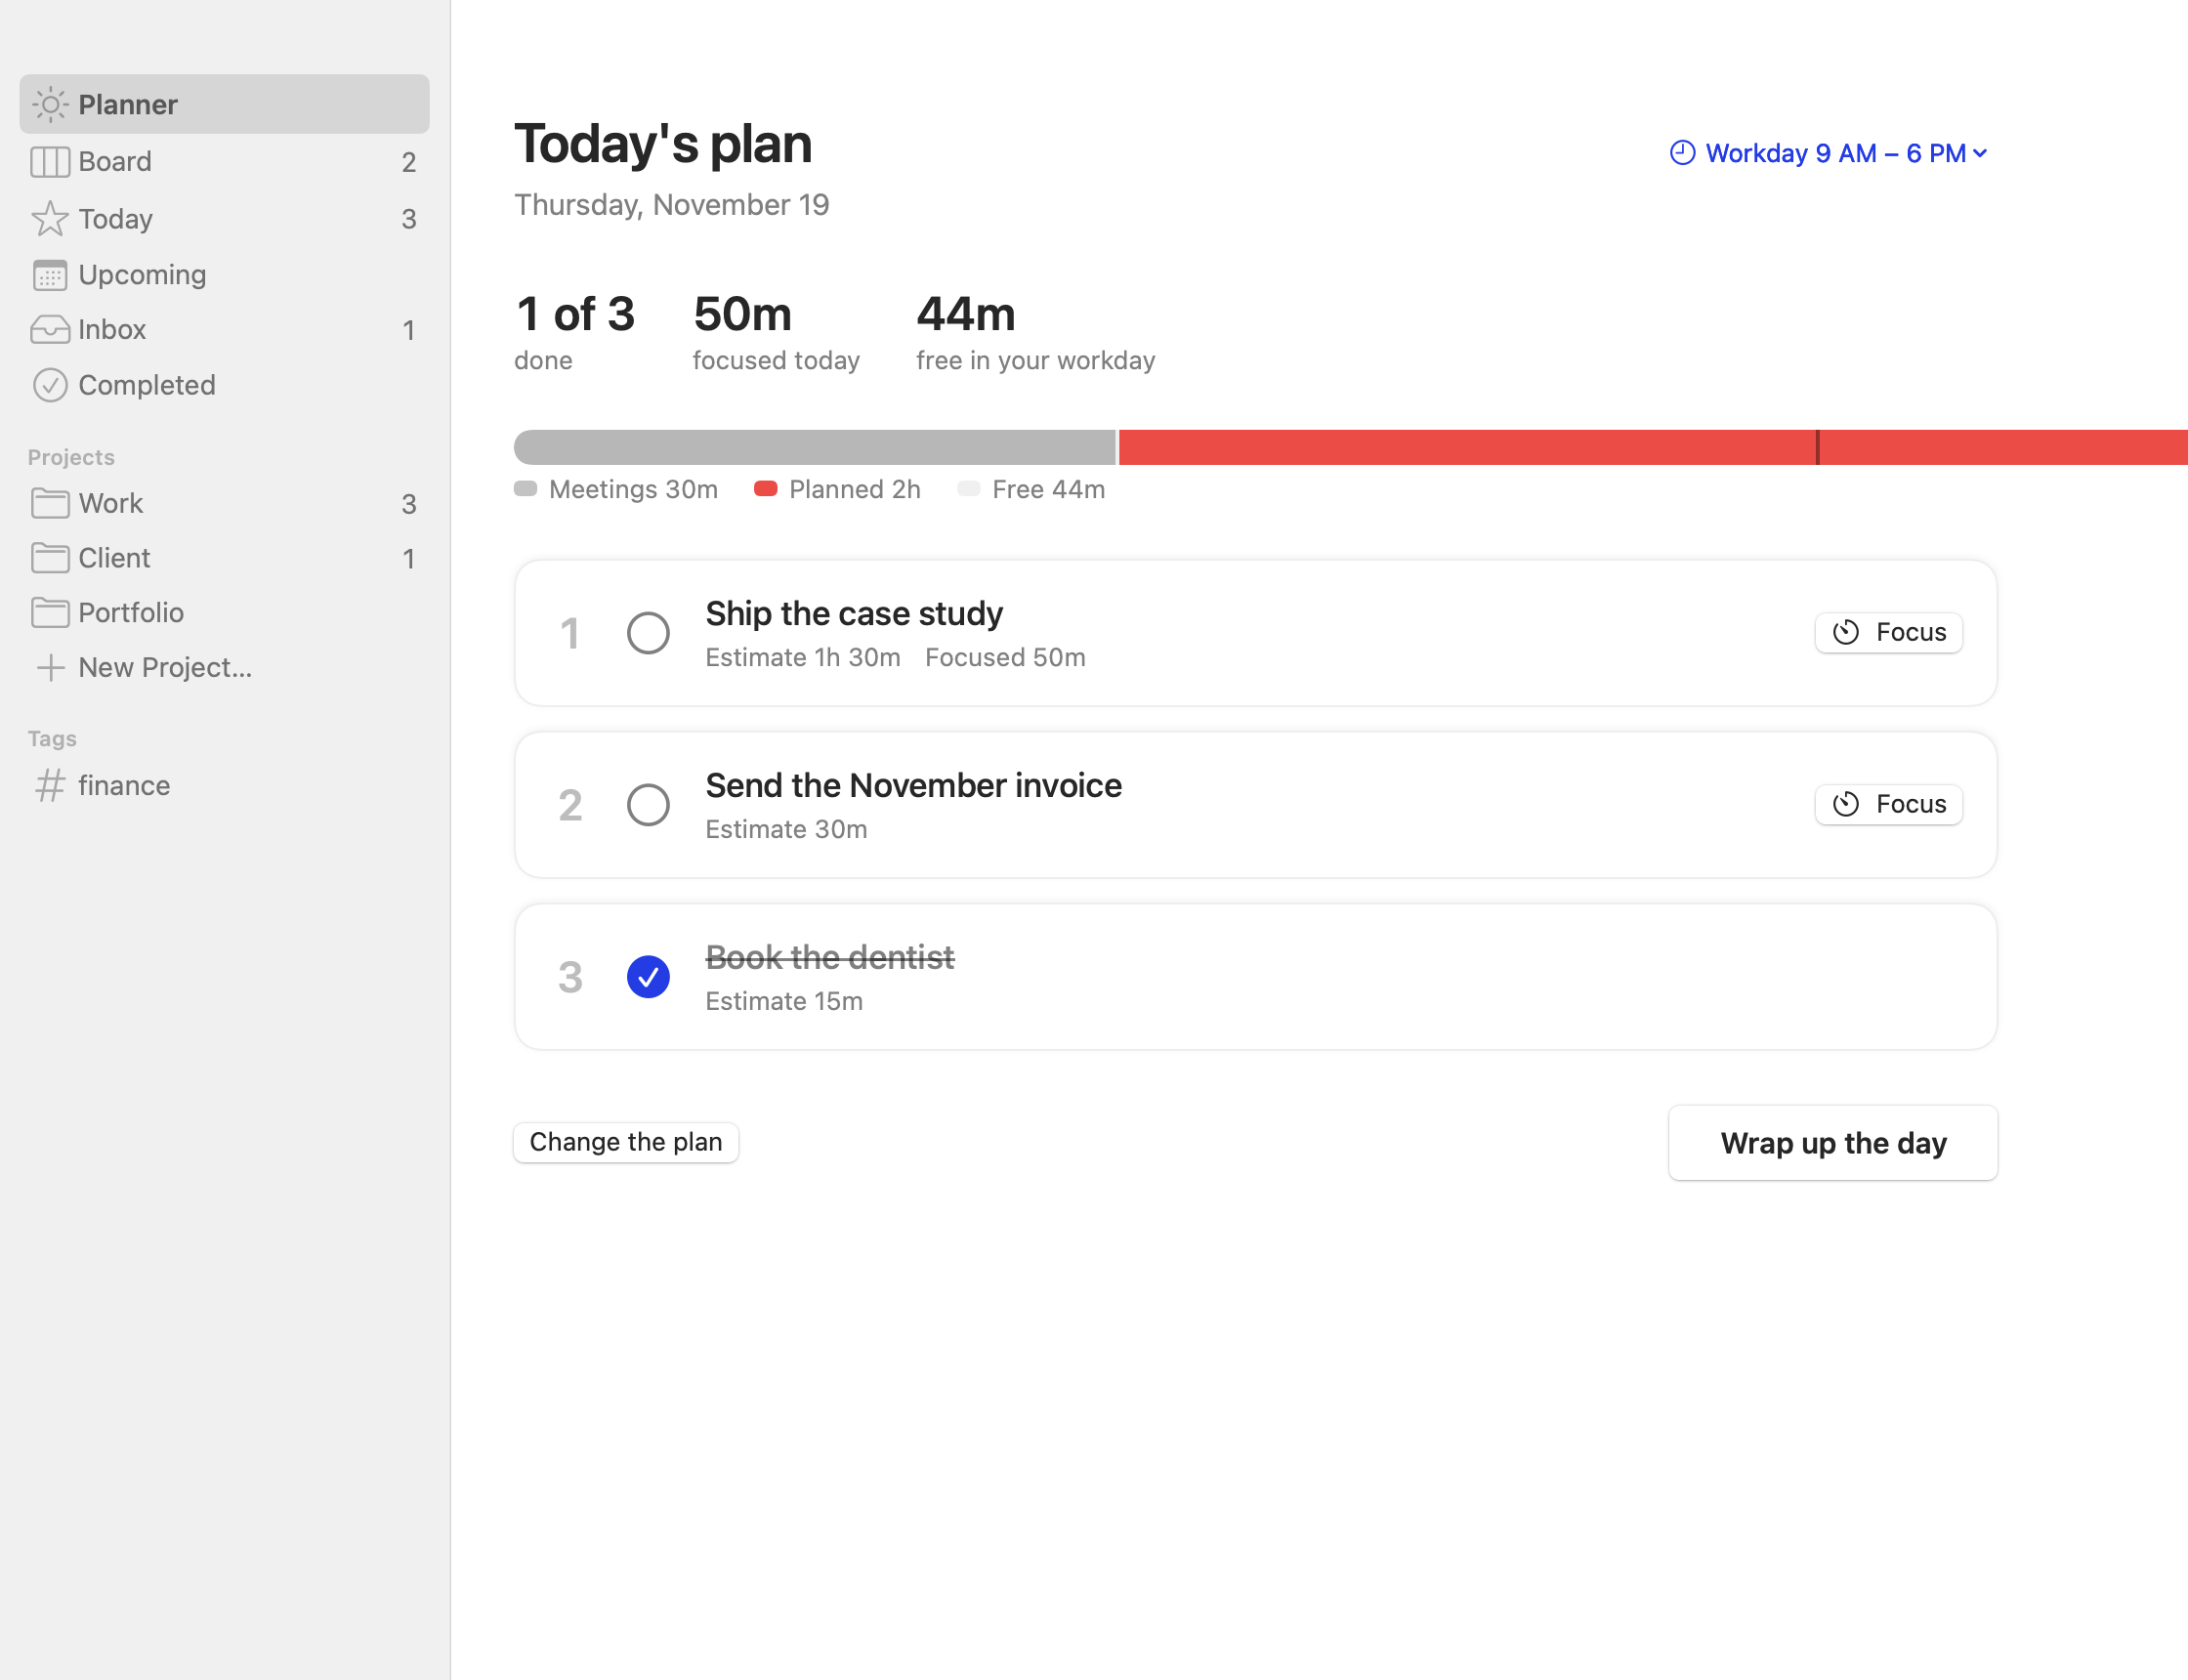 Planner
Board 2
Today 3
Upcoming
Inbox 1
Completed
Projects
Work 3
Client 1
Portfolio
New Project...
Tags
finance
Today's plan
Workday 9 AM – 6 PM
Thursday, November 19
1 of 3 50m 44m
done focused today free in your workday
Meetings 30m Planned 2h Free 44m
1 Ship the case study Focus
Estimate 1h 30m Focused 50m
2 Send the November invoice Focus
Estimate 30m
3 Book the dentist
Estimate 15m
Change the plan Wrap up the day